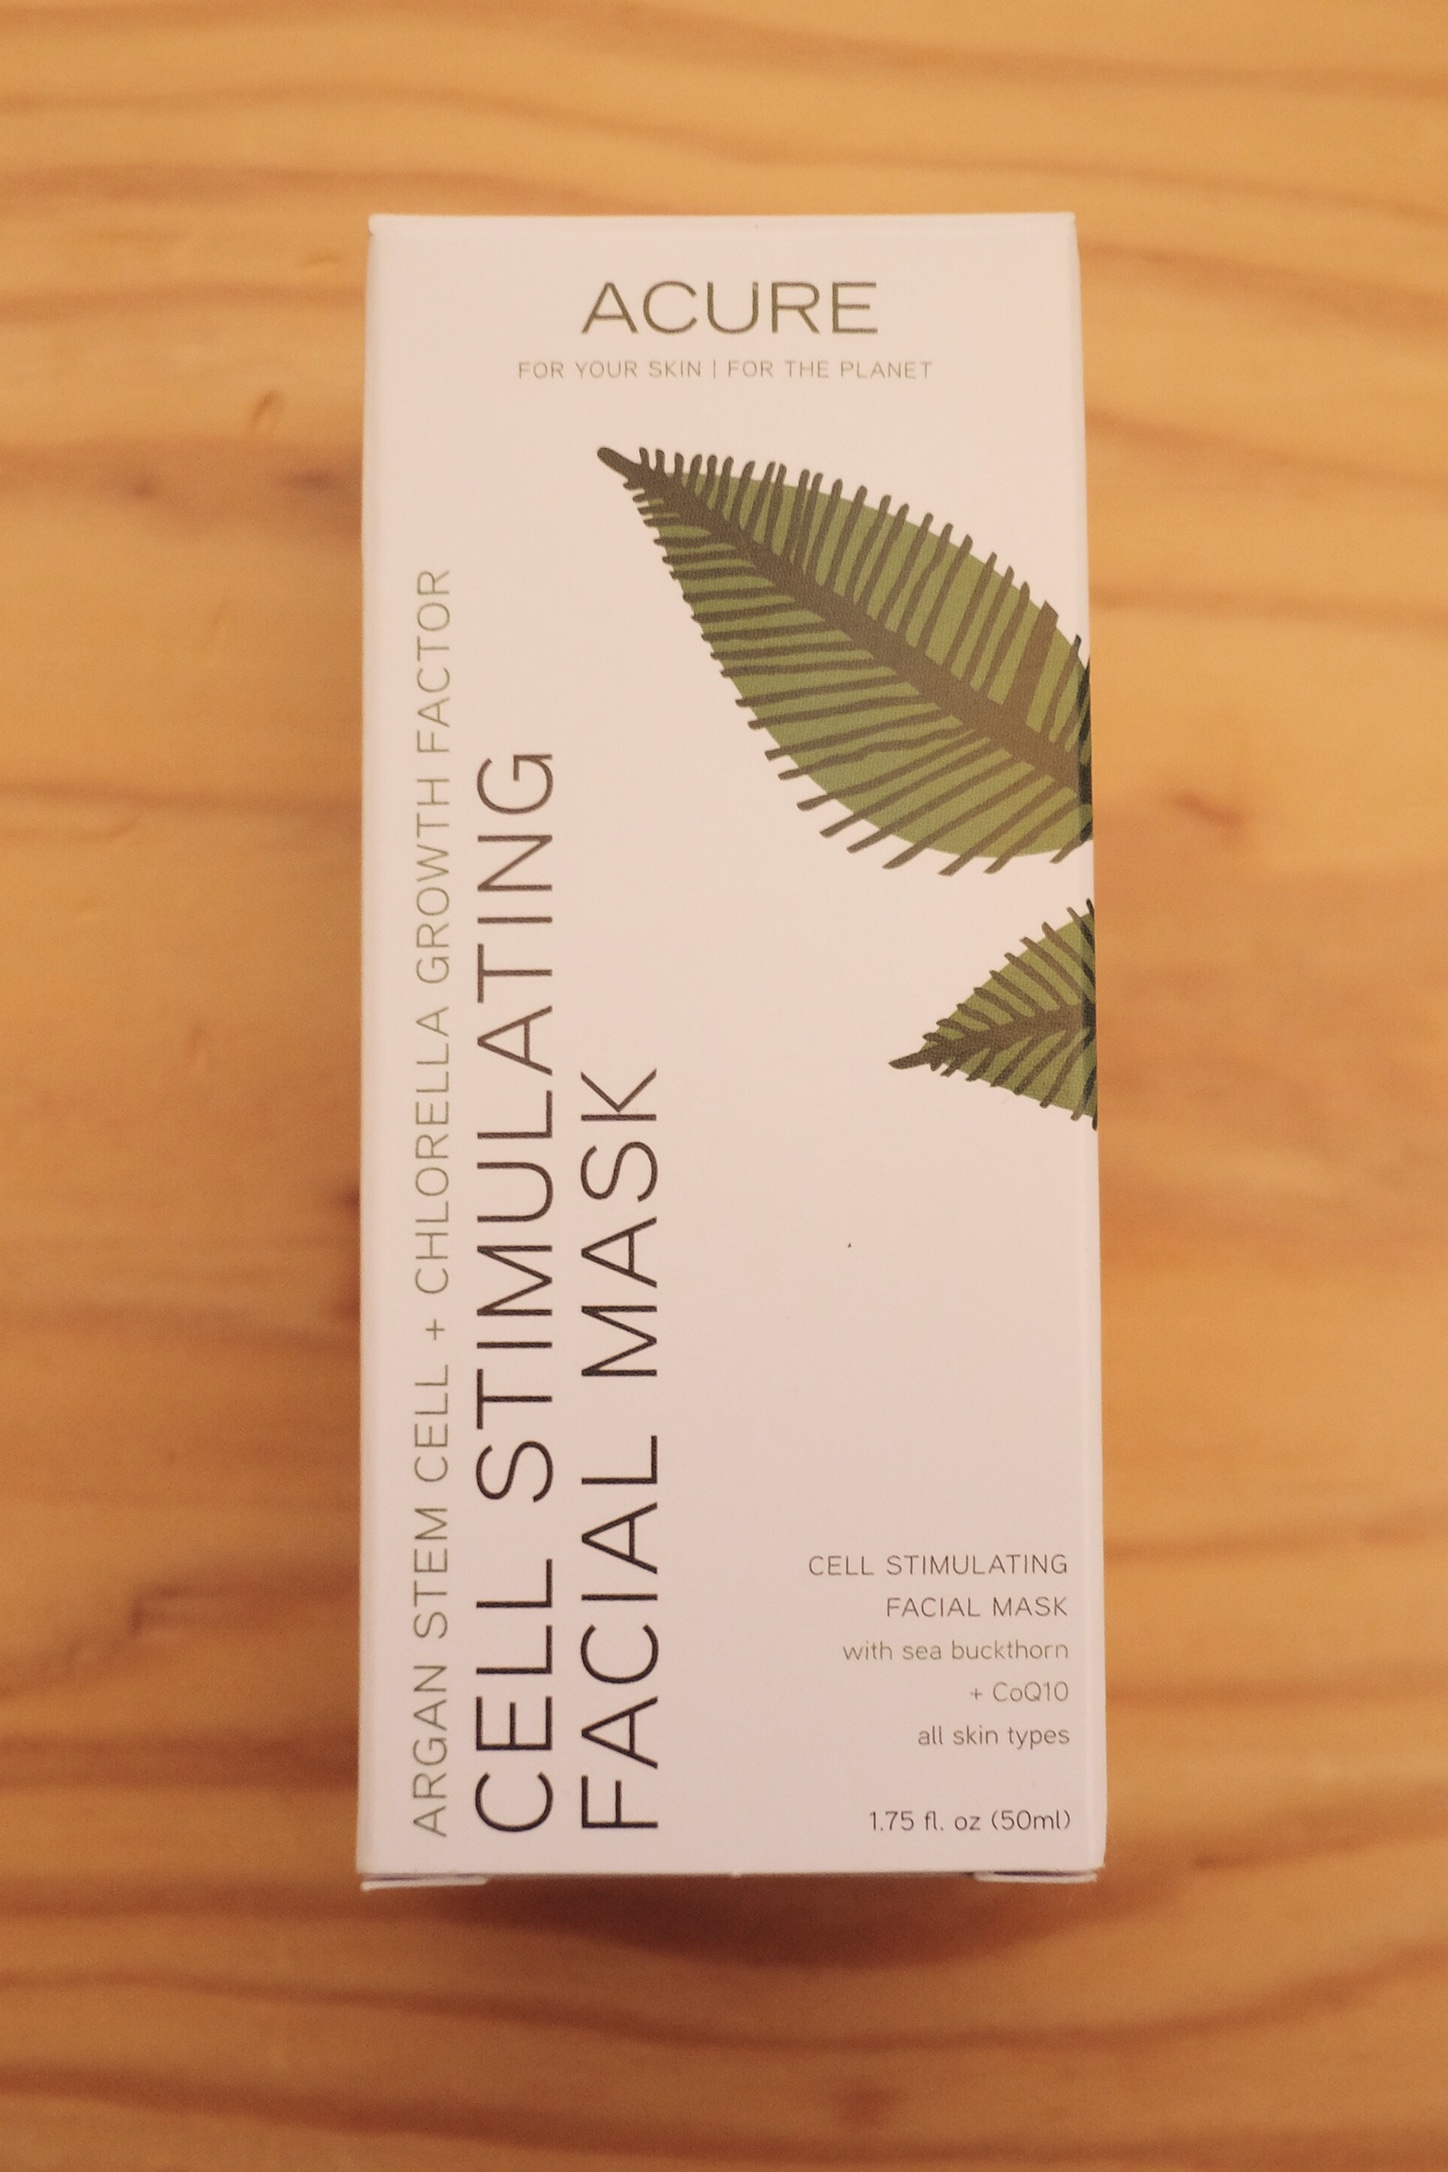 ACURE
FOR YOUR SKIN | FOR THE PLANET
ARGAN STEM CELL + CHLORELLA GROWTH FACTOR
CELL STIMULATING
FACIAL MASK
CELL STIMULATING
FACIAL MASK
with sea buckthorn
+ CoQ10
all skin types
1.75 fl. oz (50ml)